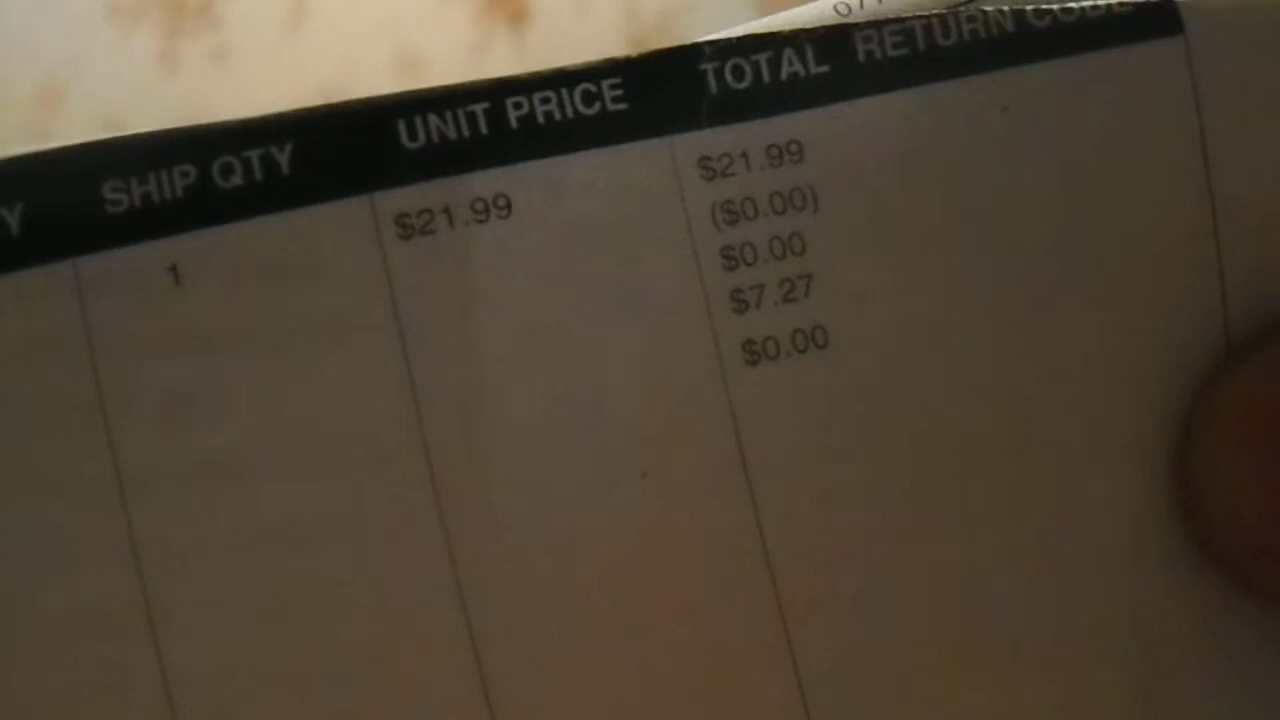 Y SHIP QTY UNIT PRICE TOTAL RETURN CODE
1 $21.99 $21.99
($0.00)
$0.00
$7.27
$0.00